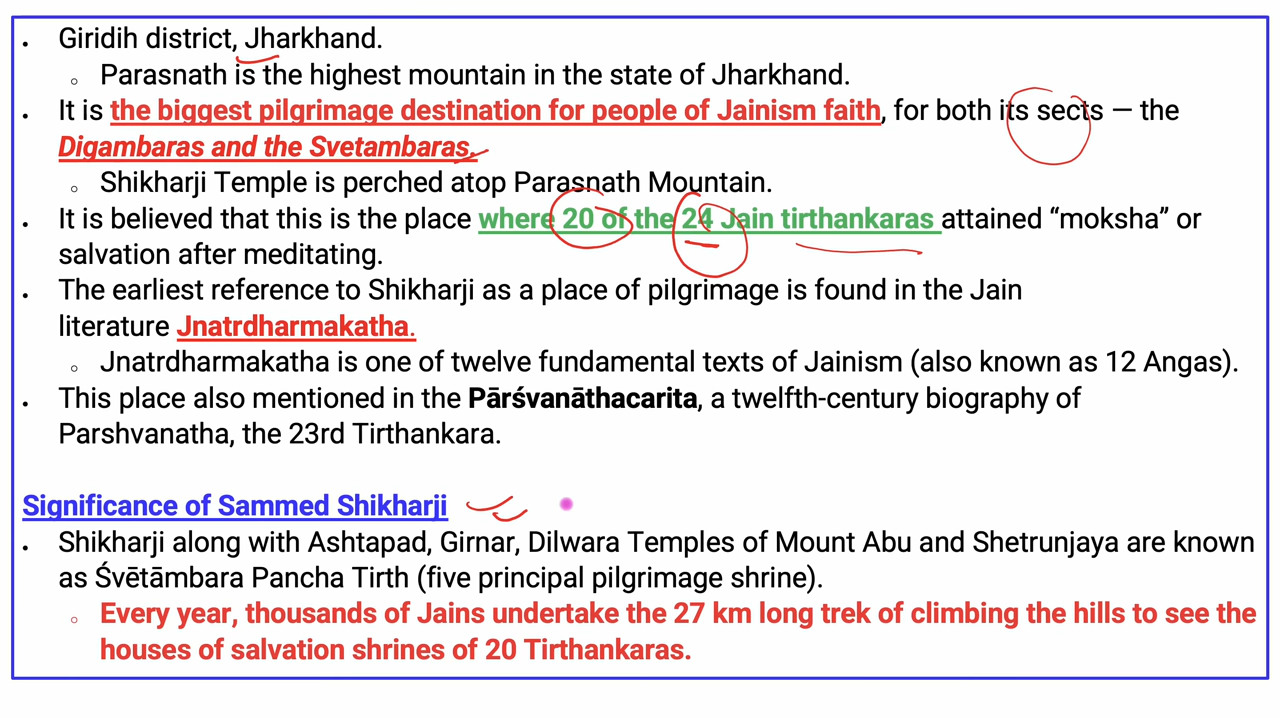 • Giridih district, Jharkhand.
○ Parasnath is the highest mountain in the state of Jharkhand.
• It is the biggest pilgrimage destination for people of Jainism faith, for both its sects — the
Digambaras and the Svetambaras.
○ Shikharji Temple is perched atop Parasnath Mountain.
• It is believed that this is the place where 20 of the 24 Jain tirthankaras attained “moksha” or
salvation after meditating.
• The earliest reference to Shikharji as a place of pilgrimage is found in the Jain
literature Jnatrdharmakatha.
○ Jnatrdharmakatha is one of twelve fundamental texts of Jainism (also known as 12 Angas).
• This place also mentioned in the Pārśvanāthacarita, a twelfth-century biography of
Parshvanatha, the 23rd Tirthankara.
Significance of Sammed Shikharji
• Shikharji along with Ashtapad, Girnar, Dilwara Temples of Mount Abu and Shetrunjaya are known
as Śvētāmbara Pancha Tirth (five principal pilgrimage shrine).
○ Every year, thousands of Jains undertake the 27 km long trek of climbing the hills to see the
houses of salvation shrines of 20 Tirthankaras.